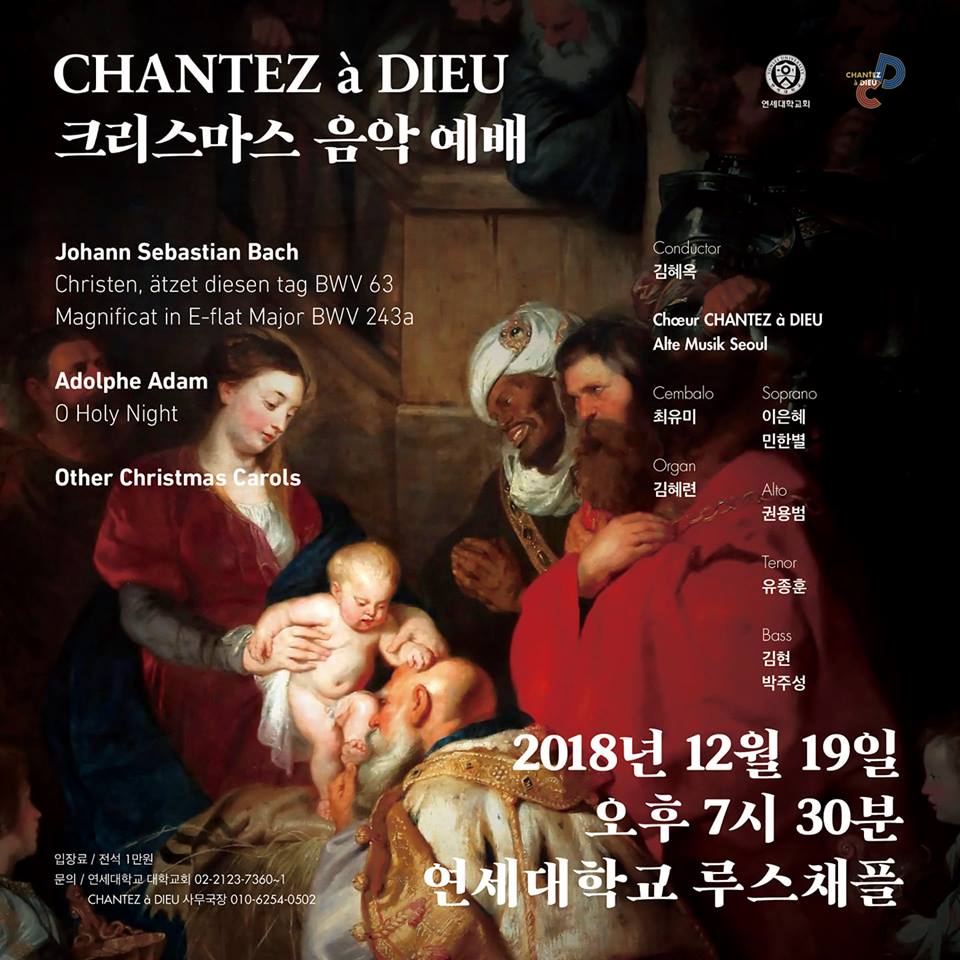 CHANTEZ à DIEU
크리스마스 음악 예배
연세대학교회
CHANTEZ
à DIEU
Johann Sebastian Bach
Christen, ätzet diesen tag BWV 63
Magnificat in E-flat Major BWV 243a
Adolphe Adam
O Holy Night
Other Christmas Carols
Conductor
김혜옥
Chœur CHANTEZ à DIEU
Alte Musik Seoul
Cembalo
최유미
Organ
김혜련
Soprano
이은혜
민한별
Alto
권용범
Tenor
유종훈
Bass
김현
박주성
2018년 12월 19일
오후 7시 30분
연세대학교 루스채플
입장료 / 전석 1만원
문의 / 연세대학교 대학교회 02-2123-7360~1
CHANTEZ à DIEU 사무국장 010-6254-0502